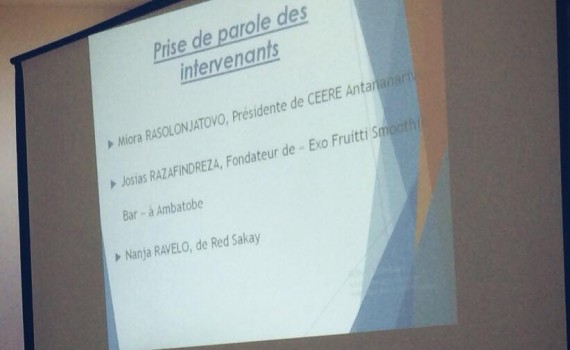 Prise de parole des
intervenants
Miora RASOLONJATOVO, Présidente de CEERE Antananarivo
Josias RAZAFINDREZA, Fondateur de – Exo Fruitti Smoothie
Bar – à Ambatobe
Nanja RAVELO, de Red Sakay